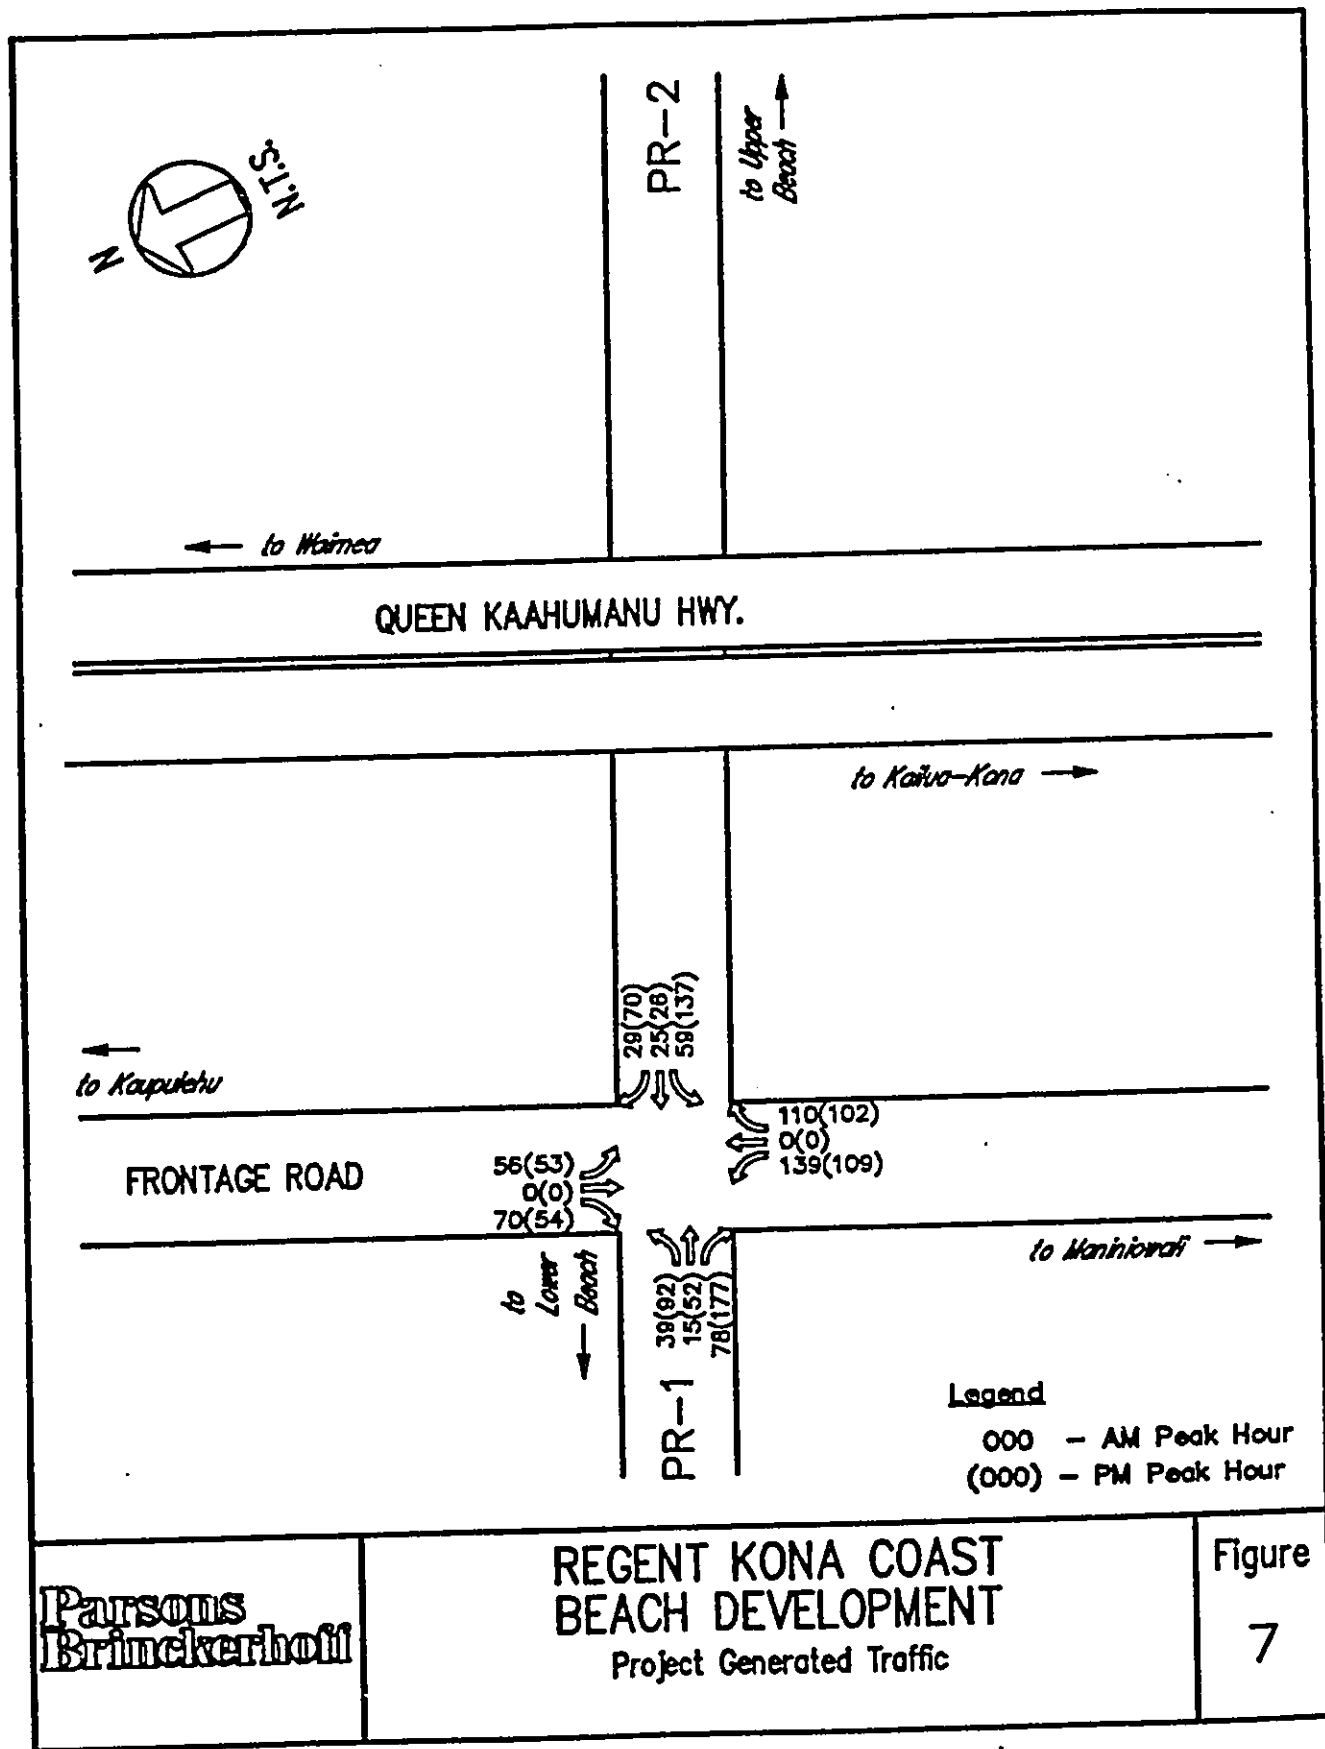 N.T.S.
N
PR-2
to Upper
Beach
to Waimea
QUEEN KAAHUMANU HWY.
to Kailua-Kona
29(70)
25(28)
59(137)
to Kaupulehu
110(102)
0(0)
139(109)
FRONTAGE ROAD
56(53)
0(0)
70(54)
to Maniniowali
to
Lower
Beach
39(92)
15(52)
78(177)
PR-1
Legend
000 - AM Peak Hour
(000) - PM Peak Hour
Parsons
Brinckerhoff
REGENT KONA COAST
BEACH DEVELOPMENT
Project Generated Traffic
Figure
7